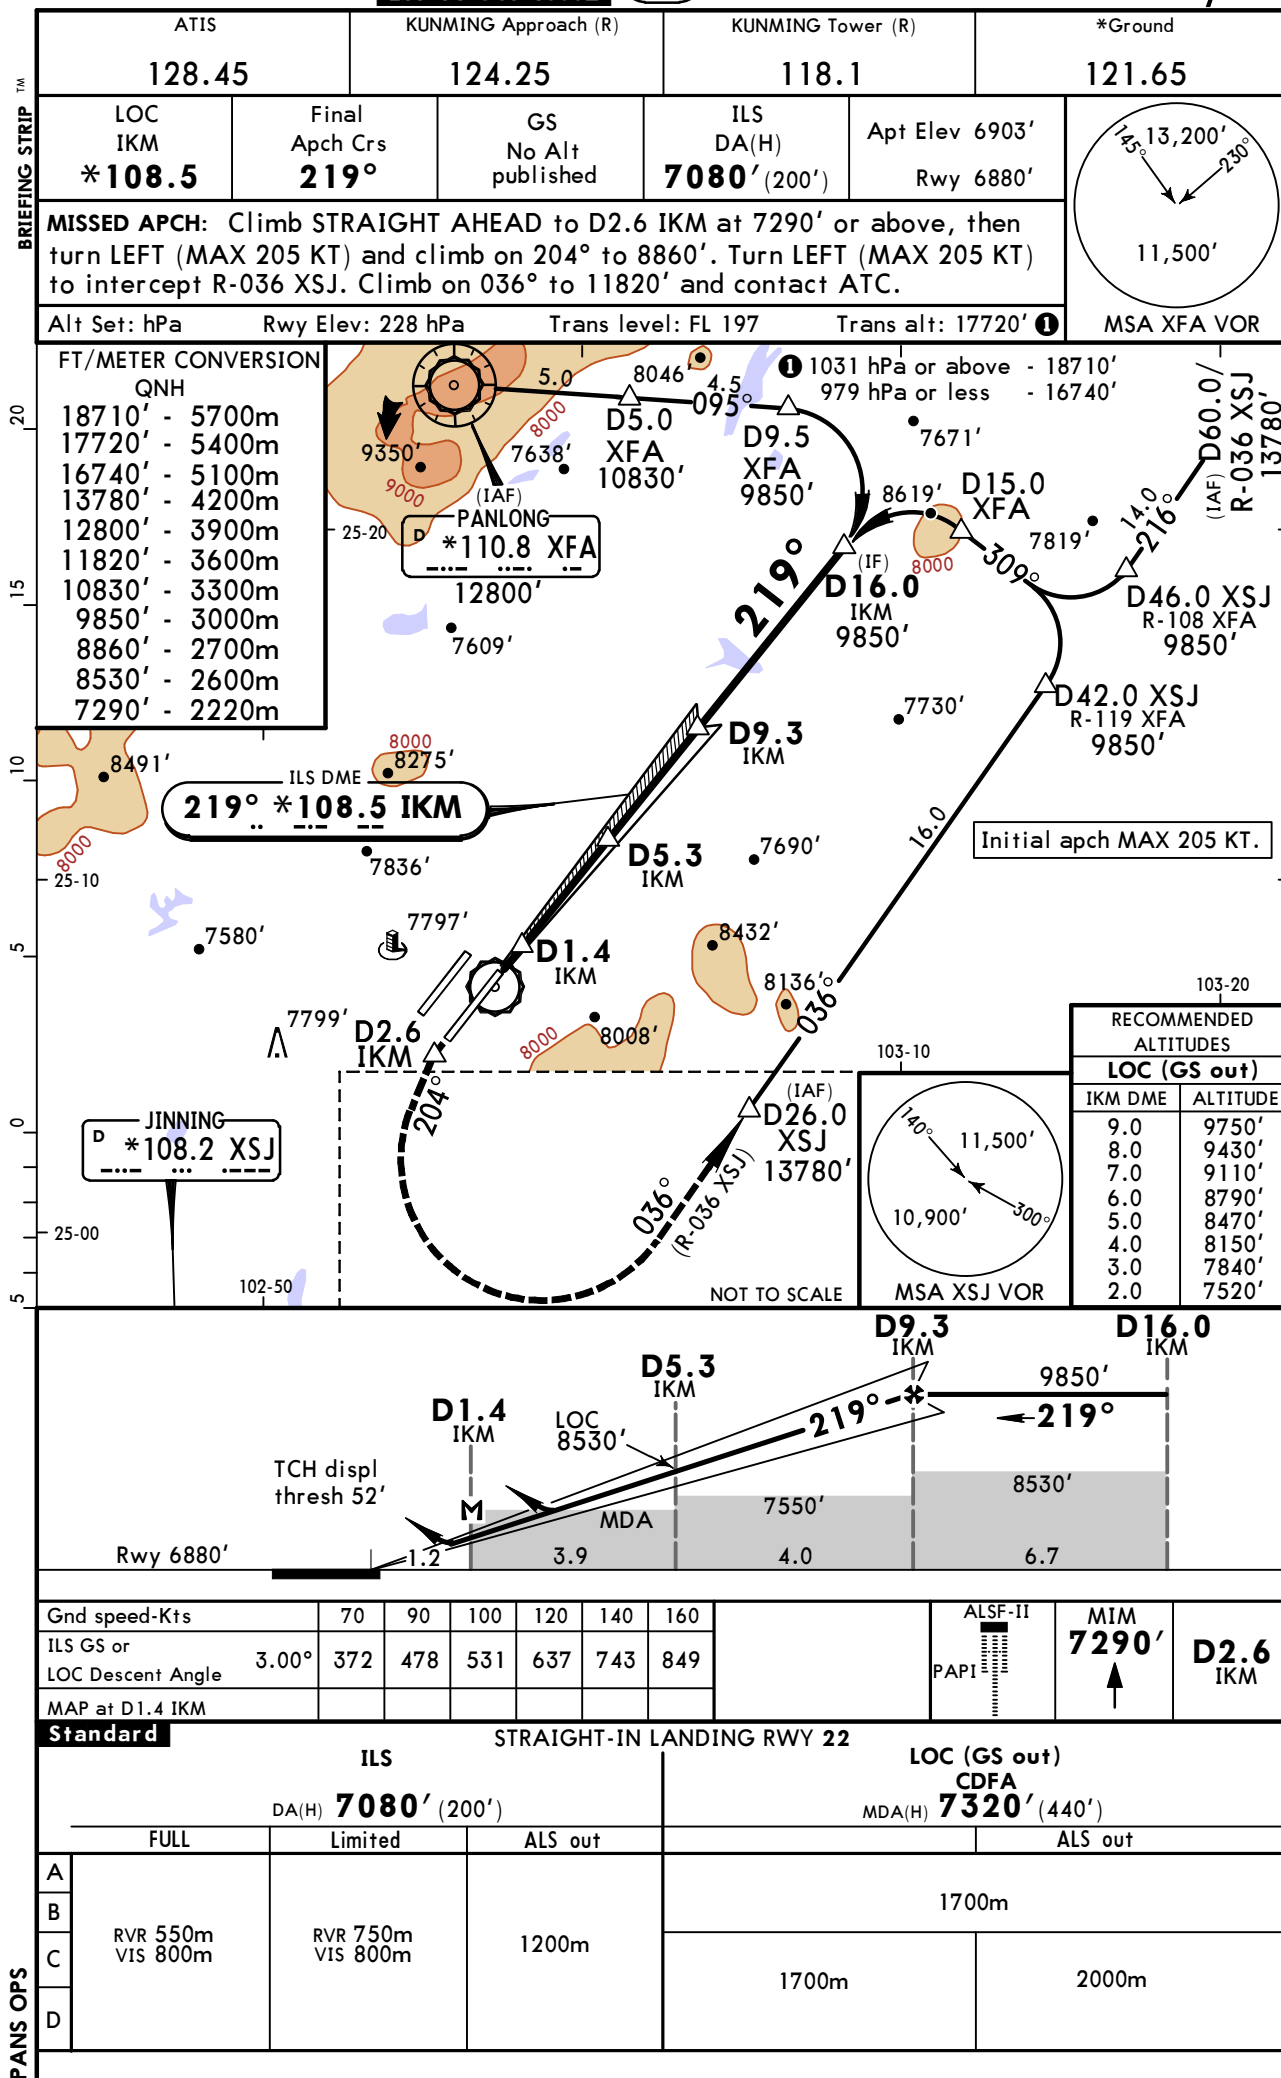 ATIS
128.45
KUNMING Approach (R)
124.25
KUNMING Tower (R)
118.1
*Ground
121.65
BRIEFING STRIP TM
LOC
IKM
*108.5
Final
Apch Crs
219°
GS
No Alt
published
ILS
DA(H)
7080'(200')
Apt Elev 6903'
Rwy 6880'
145°
13,200'
230°
11,500'
MSA XFA VOR
MISSED APCH: Climb STRAIGHT AHEAD to D2.6 IKM at 7290' or above, then
turn LEFT (MAX 205 KT) and climb on 204° to 8860'. Turn LEFT (MAX 205 KT)
to intercept R-036 XSJ. Climb on 036° to 11820' and contact ATC.
Alt Set: hPa Rwy Elev: 228 hPa Trans level: FL 197 Trans alt: 17720' 1
FT/METER CONVERSION
QNH
18710' - 5700m
17720' - 5400m
16740' - 5100m
13780' - 4200m
12800' - 3900m
11820' - 3600m
10830' - 3300m
9850' - 3000m
8860' - 2700m
8530' - 2600m
7290' - 2220m
1 1031 hPa or above - 18710'
979 hPa or less - 16740'
5.0
8046'
4.5
095°
8000
D5.0
XFA
10830'
D9.5
XFA
9850'
7671'
9350'
7638'
9000
(IAF)
PANLONG
D *110.8 XFA
12800'
25-20
8619'
D15.0
XFA
8000
309°
7819'
14.0
216°
(IAF) D60.0/
R-036 XSJ
13780'
(IF)
D16.0
IKM
9850'
219°
D46.0 XSJ
R-108 XFA
9850'
7609'
D42.0 XSJ
R-119 XFA
9850'
7730'
D9.3
IKM
8491'
8000
8000
8275'
ILS DME
219° *108.5 IKM
7836'
25-10
D5.3
IKM
7690'
16.0
Initial apch MAX 205 KT.
7580'
L
7797'
D1.4
IKM
8432'
8136'
036°
7799'
D2.6
IKM
8000
8008'
103-20
103-10
204°
JINNING
D *108.2 XSJ
(IAF)
D26.0
XSJ
13780'
036°
(R-036 XSJ)
25-00
102-50
NOT TO SCALE
20
15
10
5
0
5
140°
11,500'
10,900'
300°
MSA XSJ VOR
RECOMMENDED
ALTITUDES
LOC (GS out)
IKM DME ALTITUDE
9.0 9750'
8.0 9430'
7.0 9110'
6.0 8790'
5.0 8470'
4.0 8150'
3.0 7840'
2.0 7520'
D9.3
IKM
D16.0
IKM
D5.3
IKM
D1.4
IKM
9850'
219°
219°
LOC
8530'
TCH displ
thresh 52'
M
MDA
7550'
8530'
Rwy 6880'
1.2
3.9
4.0
6.7
Gnd speed-Kts 70 90 100 120 140 160
ILS GS or
LOC Descent Angle 3.00° 372 478 531 637 743 849
MAP at D1.4 IKM
ALSF-II
PAPI
MIM
7290'
D2.6
IKM
Standard
STRAIGHT-IN LANDING RWY 22
ILS
DA(H) 7080'(200')
LOC (GS out)
CDFA
MDA(H) 7320'(440')
FULL Limited ALS out ALS out
A
B
C
D
RVR 550m
VIS 800m
RVR 750m
VIS 800m
1200m
1700m
1700m
2000m
PANS OPS